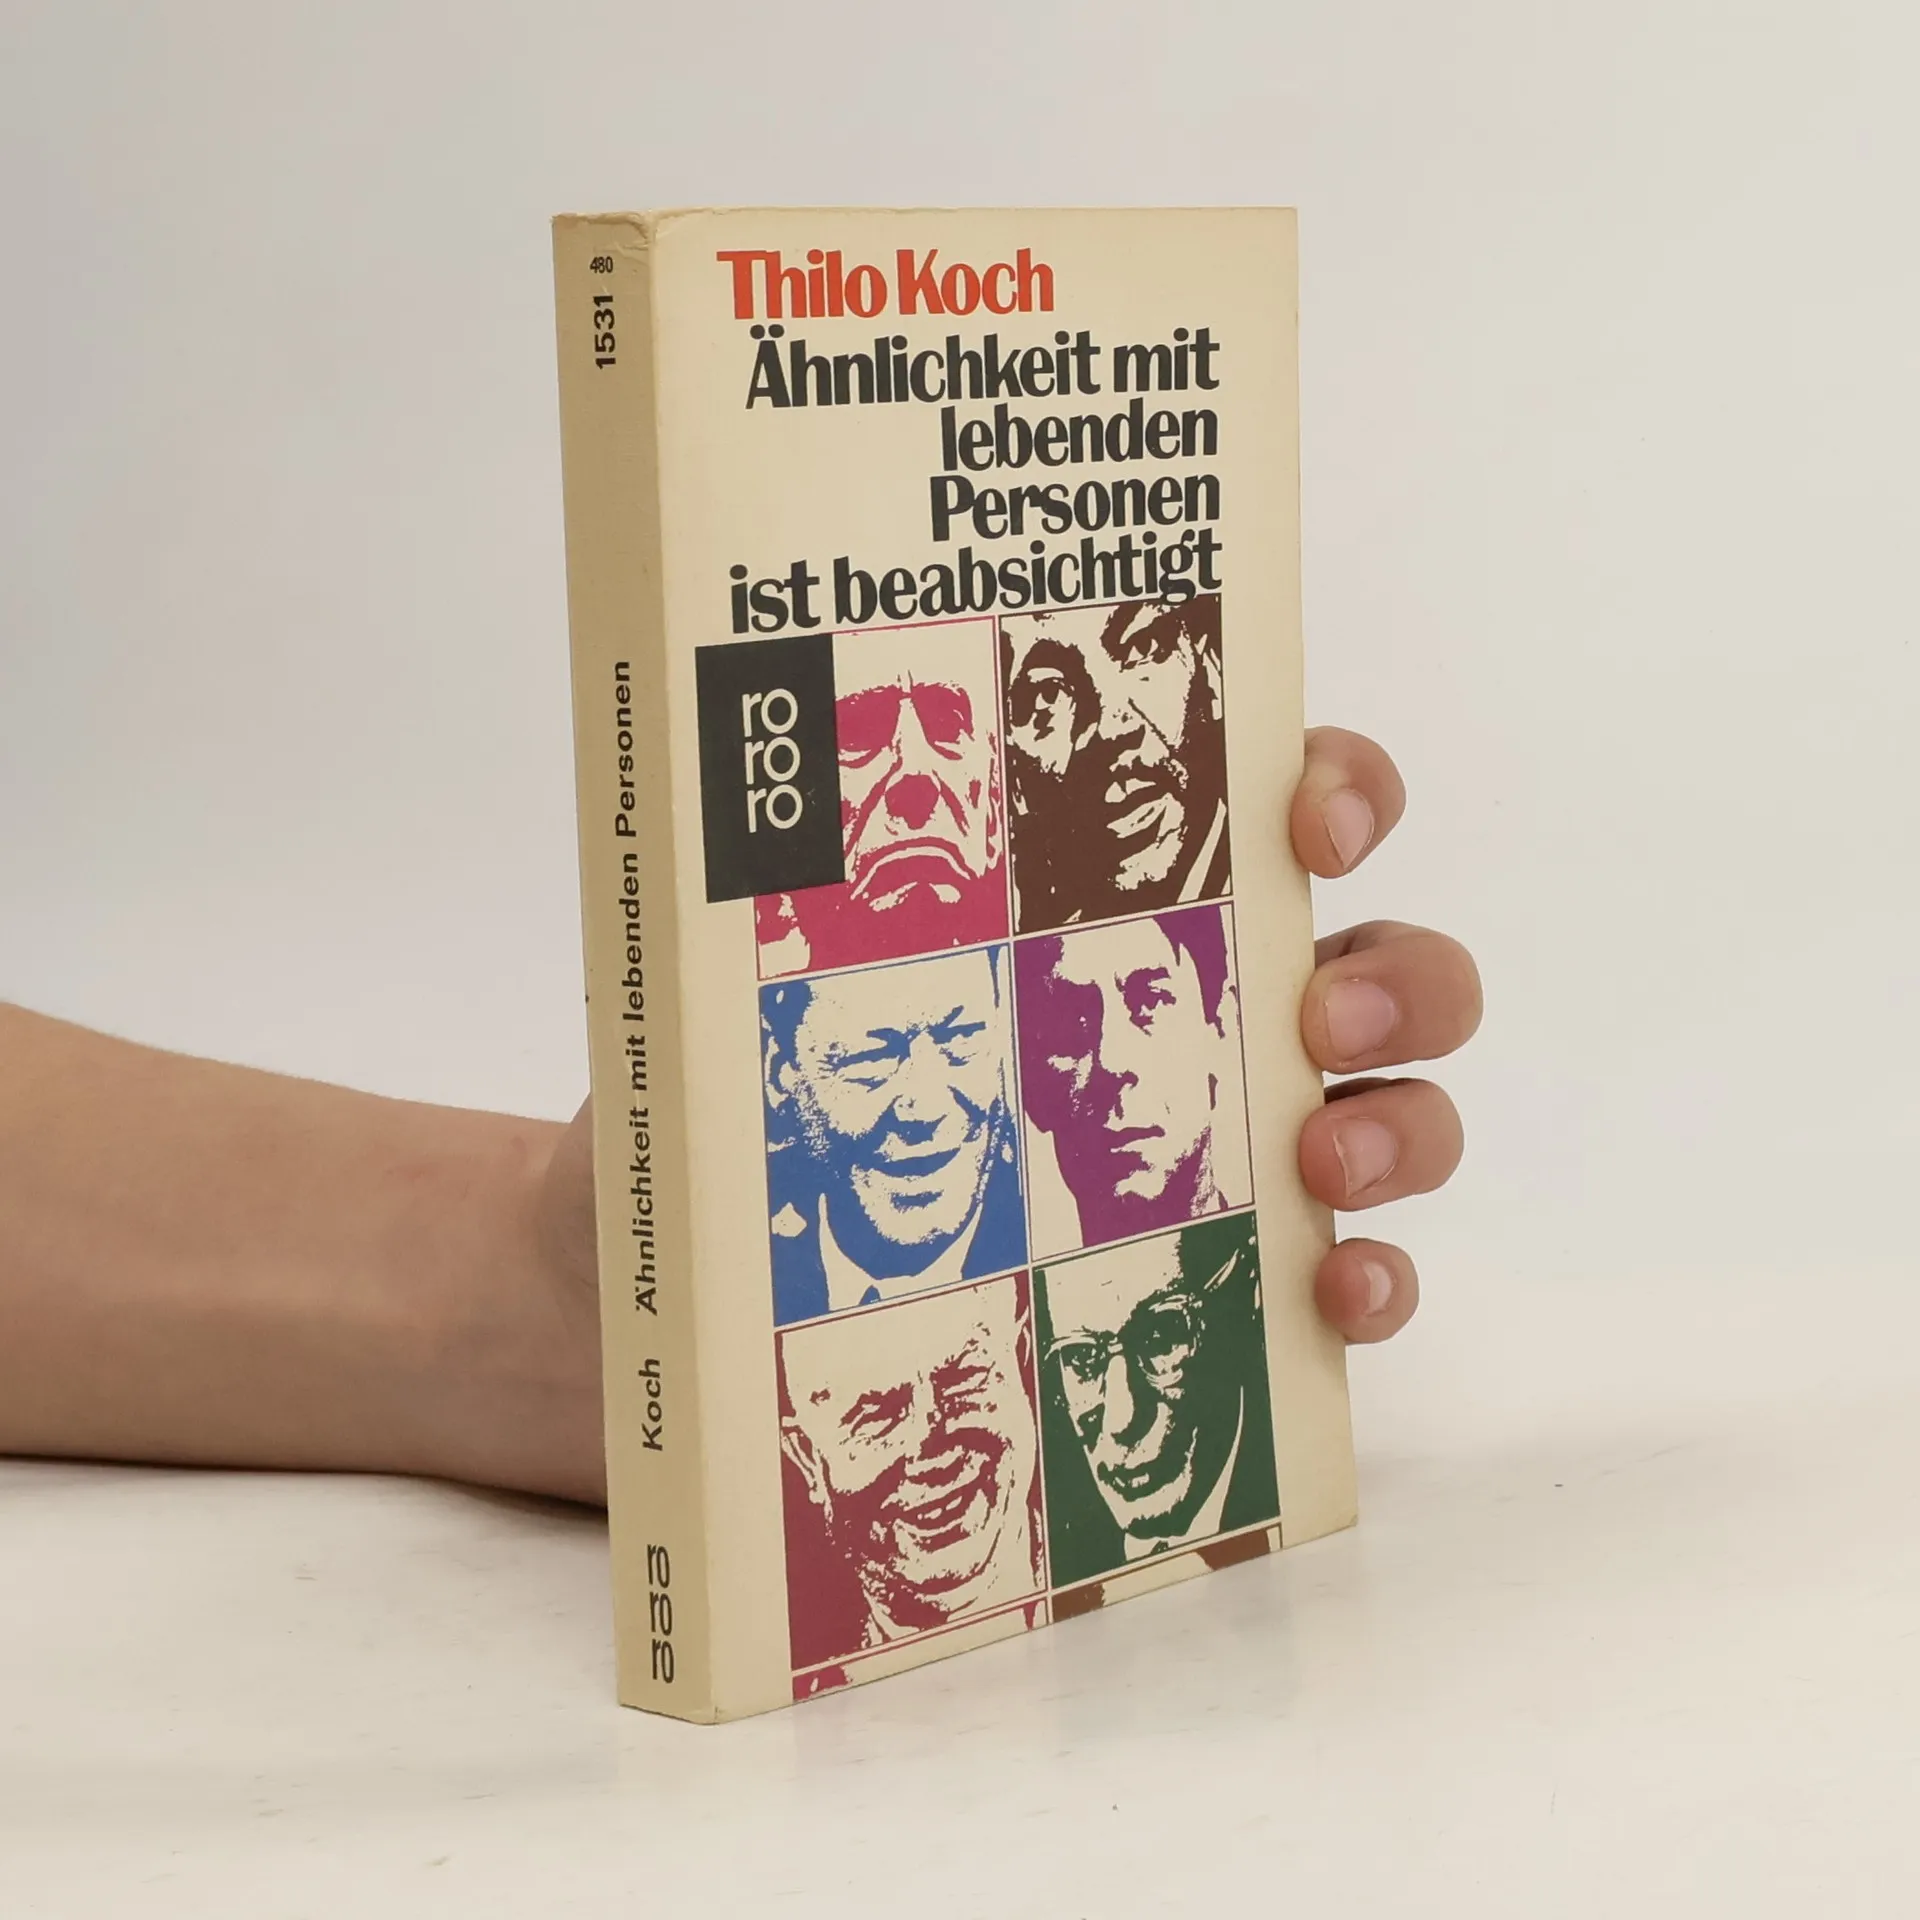 480
1531
Koch Ähnlichkeit mit lebenden Personen
ro
ro
ro
Thilo Koch
Ähnlichkeit mit
lebenden
Personen
ist beabsichtigt
ro
ro
ro